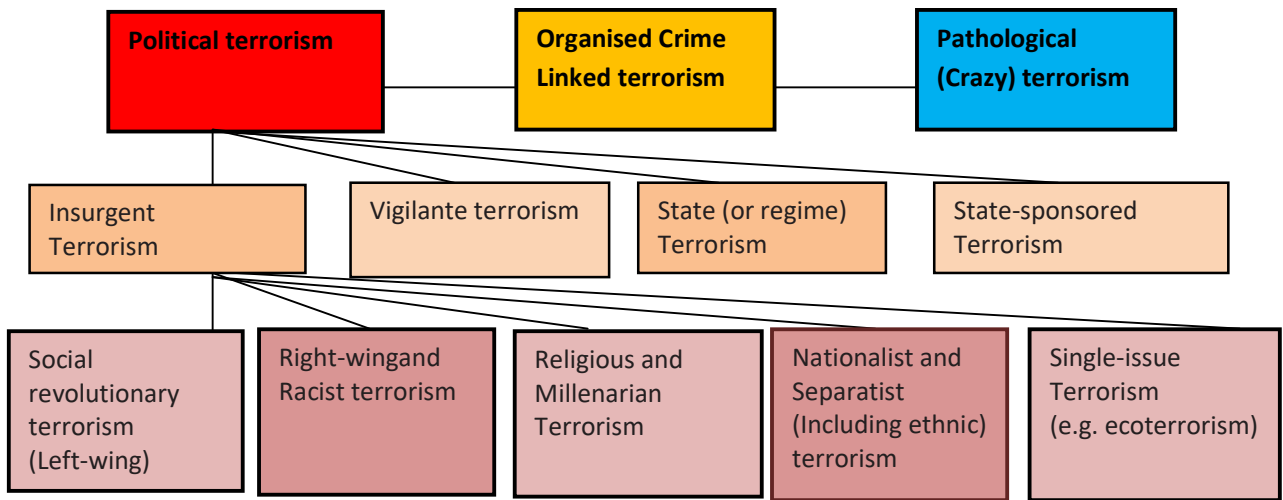 Political terrorism
Organised Crime
Linked terrorism
Pathological
(Crazy) terrorism
Insurgent
Terrorism
Vigilante terrorism
State (or regime)
Terrorism
State-sponsored
Terrorism
Social
revolutionary
terrorism
(Left-wing)
Right-wingand
Racist terrorism
Religious and
Millenarian
Terrorism
Nationalist and
Separatist
(Including ethnic)
terrorism
Single-issue
Terrorism
(e.g. ecoterrorism)